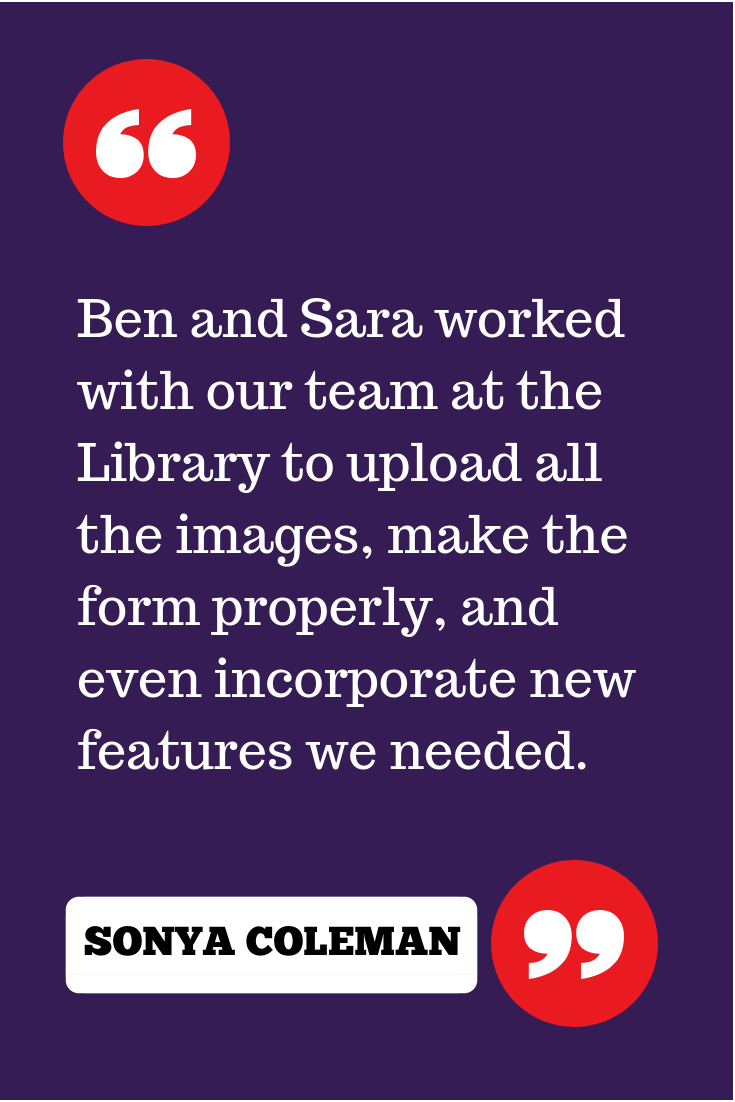 “
Ben and Sara worked
with our team at the
Library to upload all
the images, make the
form properly, and
even incorporate new
features we needed.
SONYA COLEMAN ”